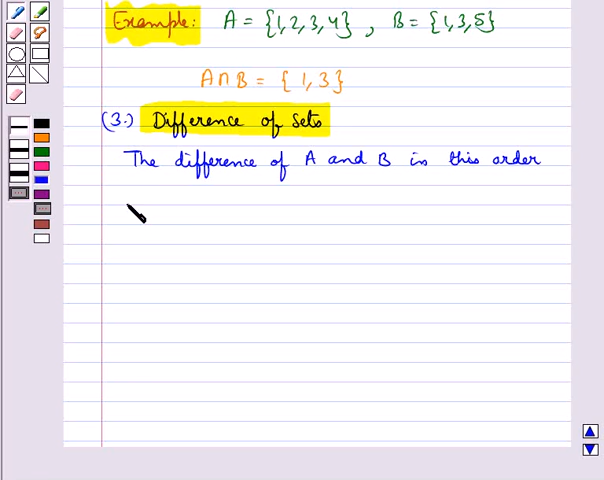 Example: A = {1,2,3,4} , B = {1,3,5}
A∩B = { 1,3}
(3.) Difference of Sets
The difference of A and B in this order